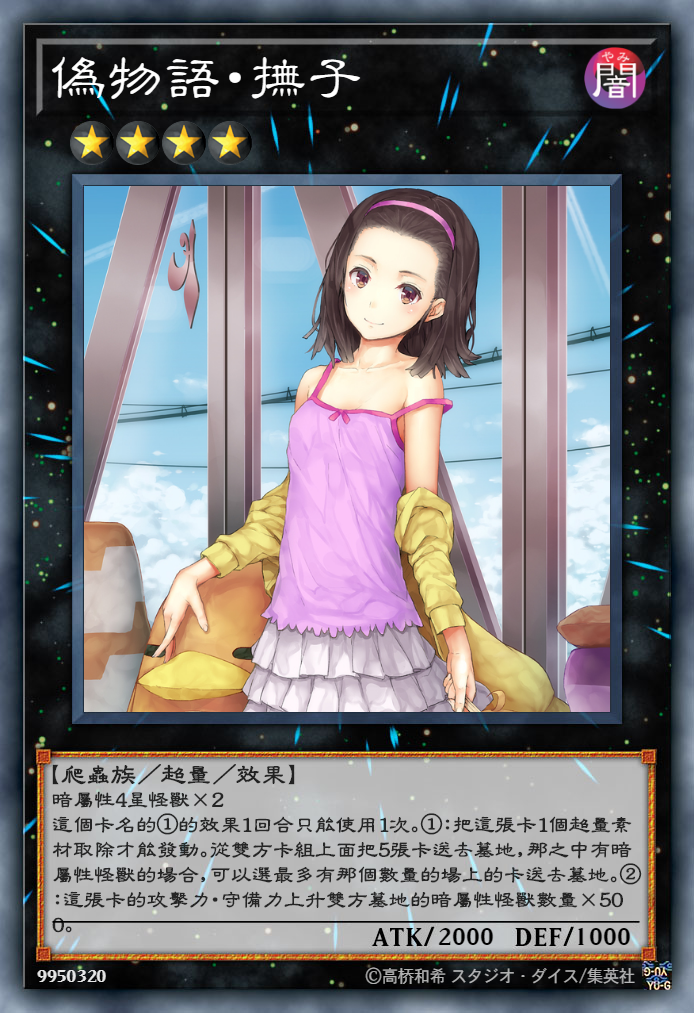 偽物語・撫子
やみ
闇
【爬蟲族／超量／效果】
暗屬性4星怪獸×2
這個卡名的①的效果1回合只能使用1次。①：把這張卡1個超量素
材取除才能發動。從雙方卡組上面把5張卡送去墓地，那之中有暗
屬性怪獸的場合，可以選最多有那個數量的場上的卡送去墓地。②
：這張卡的攻擊力・守備力上升雙方墓地的暗屬性怪獸數量×50
0。
ATK/2000 DEF/1000
9950320
©高桥和希 スタジオ・ダイス/集英社
YU-G
YU-G